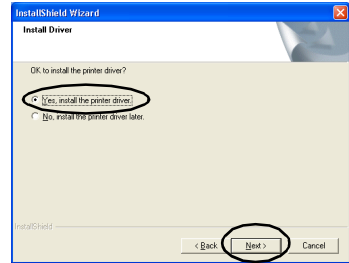 InstallShield Wizard
Install Driver
OK to install the printer driver?
Yes, install the printer driver.
No, install the printer driver later.
InstallShield
< Back Next > Cancel